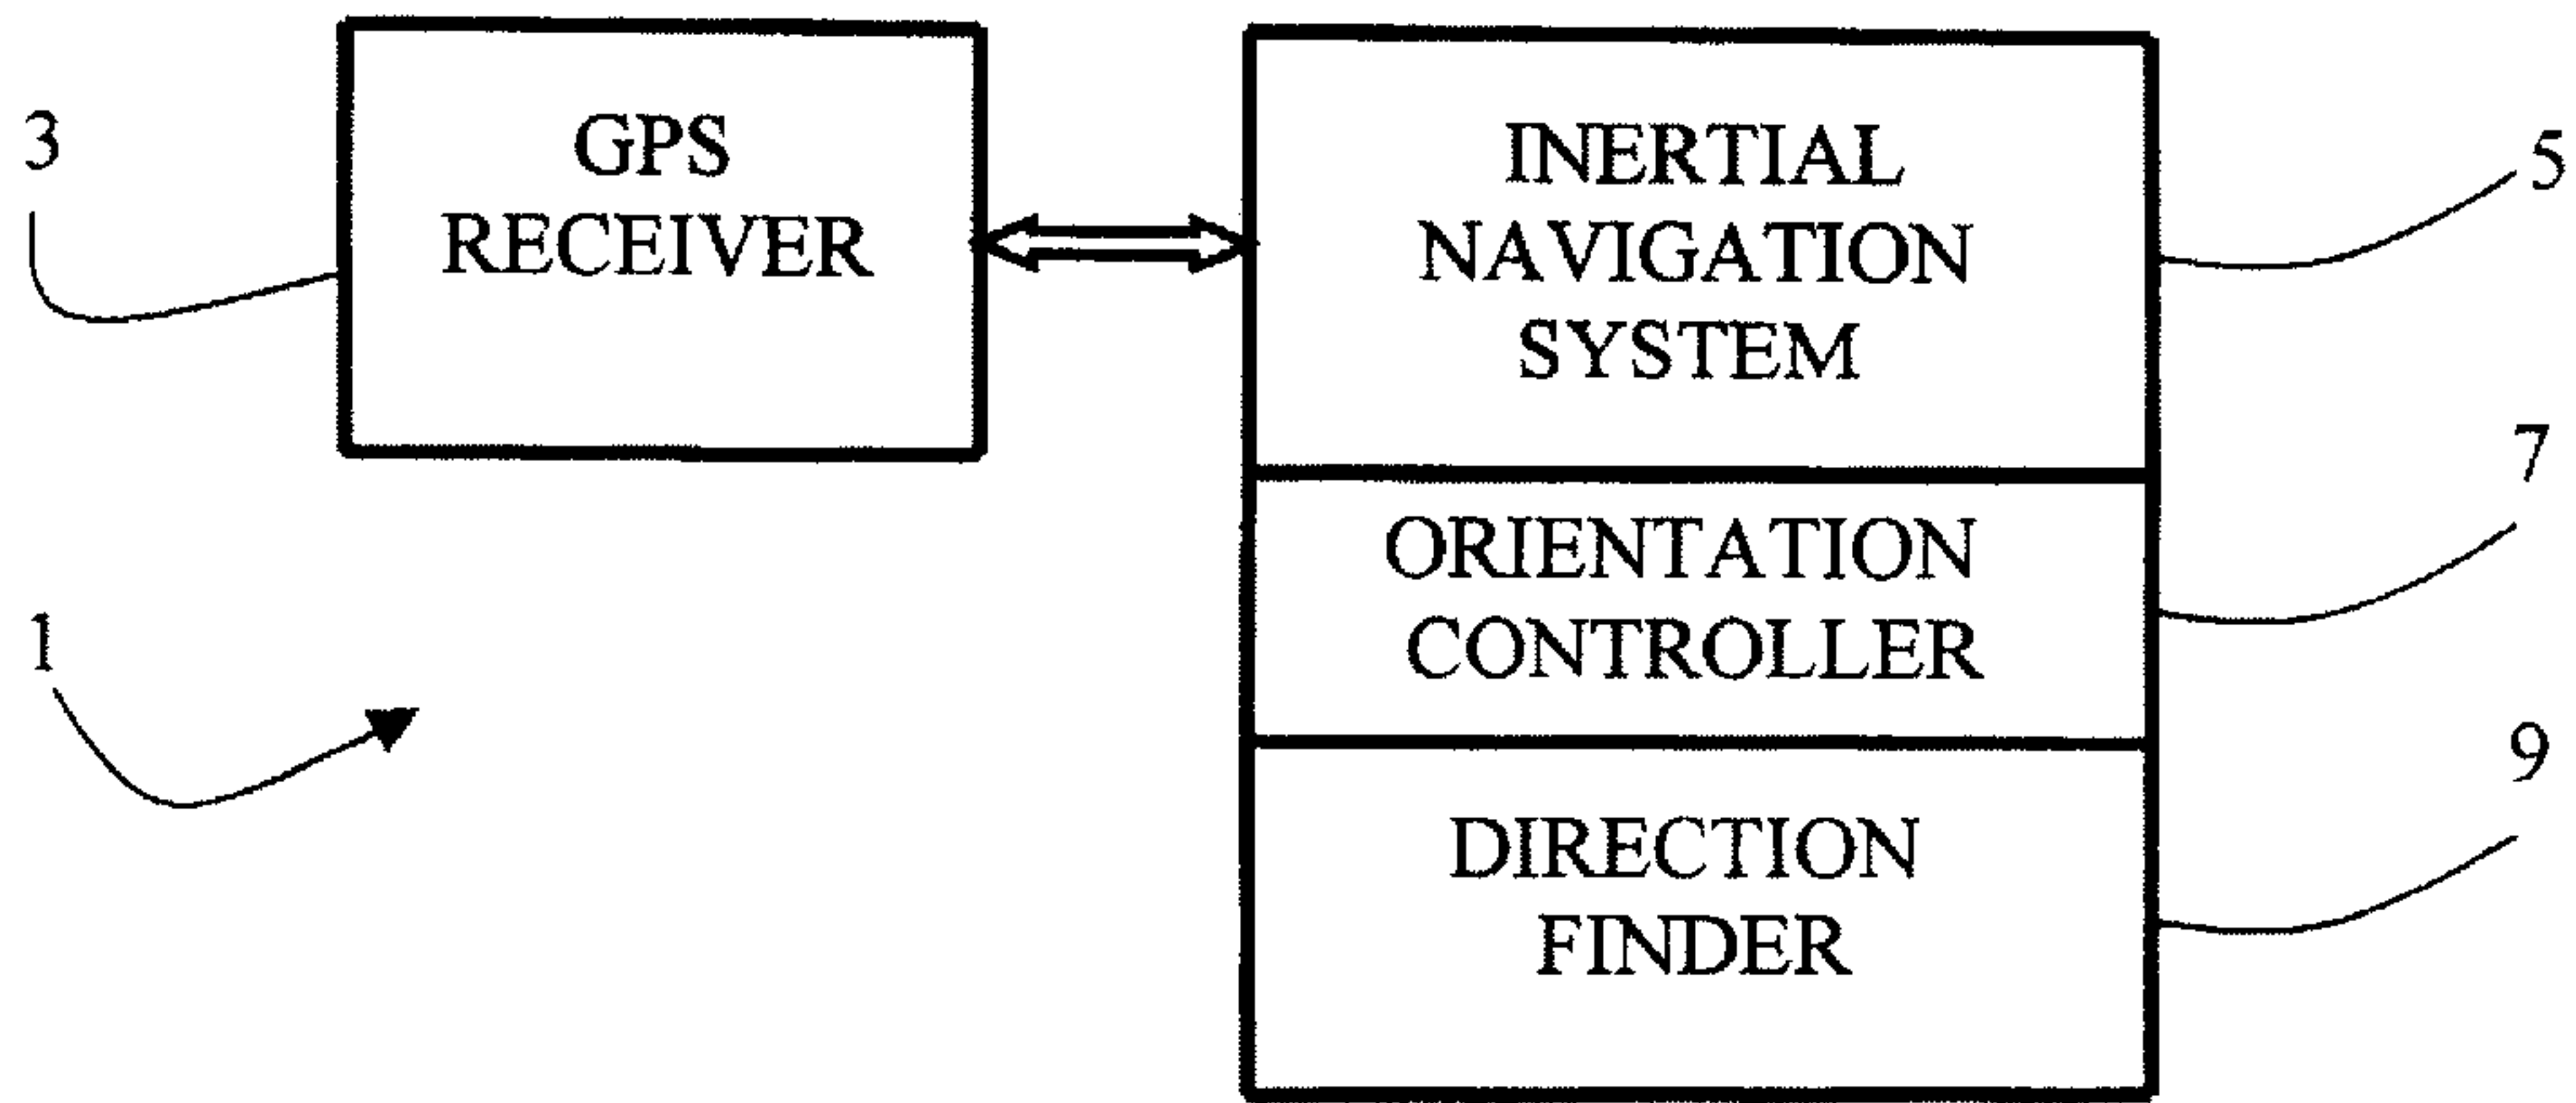 3
GPS
RECEIVER
INERTIAL
NAVIGATION
SYSTEM
5
ORIENTATION
CONTROLLER
7
1
DIRECTION
FINDER
9